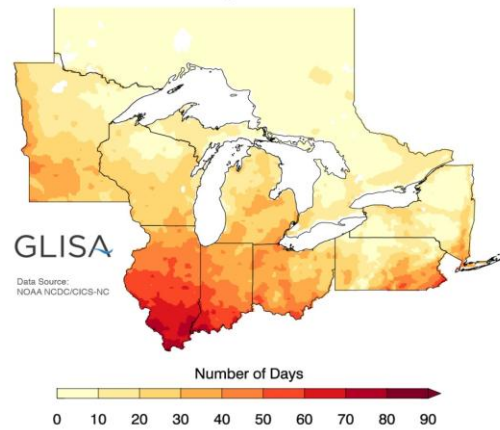 GLISA
Data Source:
NOAA NCDC/CICS-NC
Number of Days
0 10 20 30 40 50 60 70 80 90